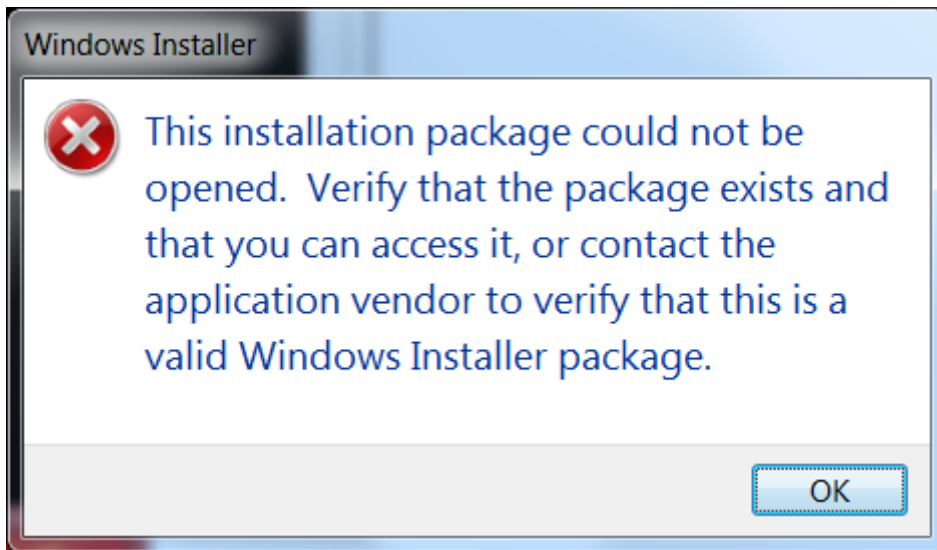 Windows Installer
This installation package could not be
opened.  Verify that the package exists and
that you can access it, or contact the
application vendor to verify that this is a
valid Windows Installer package.
OK